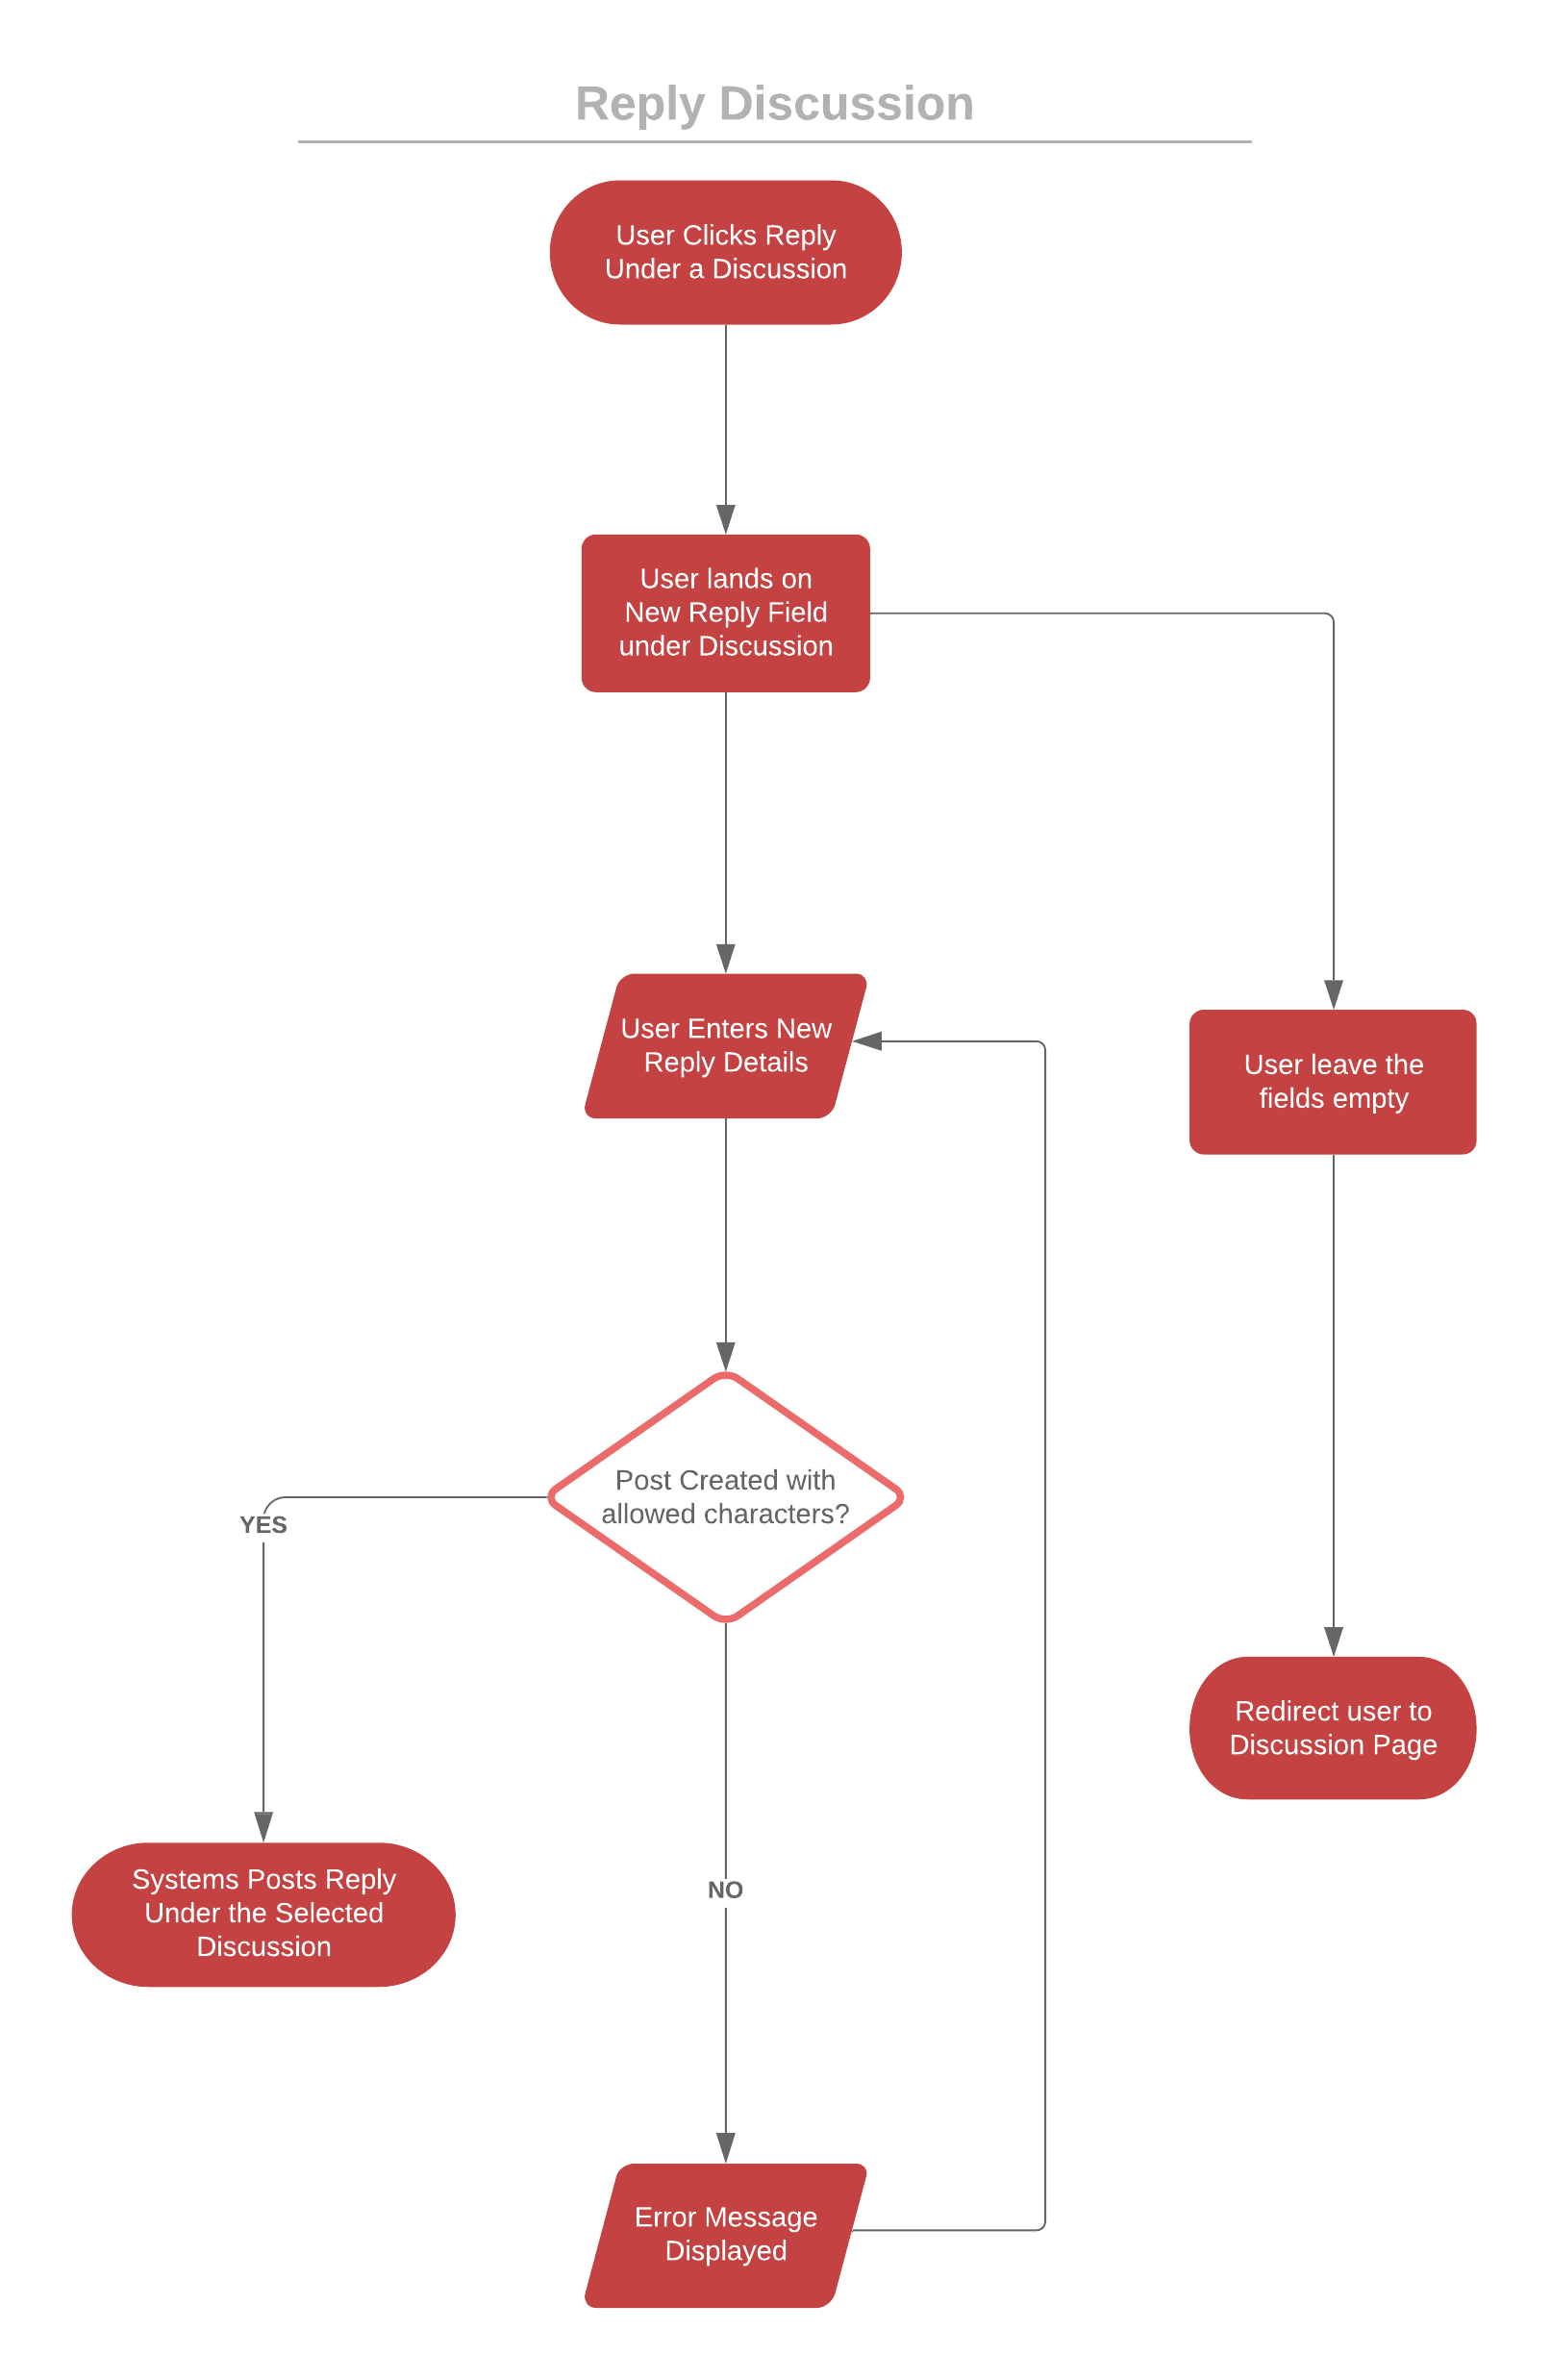 Reply Discussion
User Clicks Reply
Under a Discussion
User lands on
New Reply Field
under Discussion
User Enters New
Reply Details
User leave the
fields empty
Post Created with
allowed characters?
YES
Redirect user to
Discussion Page
Systems Posts Reply
Under the Selected
Discussion
NO
Error Message
Displayed